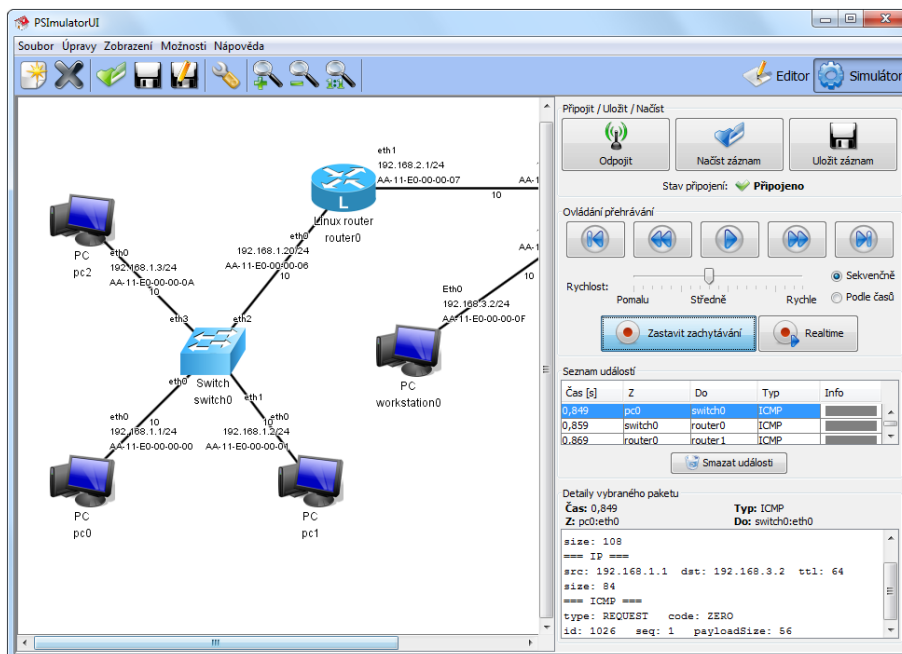 PSImulatorUI
Soubor Úpravy Zobrazení Možnosti Nápověda
Editor
Simulátor
eth1
192.168.2.1/24
AA-11-E0-00-00-07
10
AA-1
L
Linux router
router0
eth0
192.168.1.20/24
AA-11-E0-00-00-06
10
10
PC
pc2
eth0
192.168.1.3/24
AA-11-E0-00-00-0A
10
Eth0
192.168.3.2/24
AA-11-E0-00-00-0F
eth3
eth2
Switch
switch0
PC
workstation0
eth0
eth1
eth0
10
192.168.1.1/24
AA-11-E0-00-00-00
eth0
10
192.168.1.2/24
AA-11-E0-00-00-01
PC
pc0
PC
pc1
Připojit / Uložit / Načíst
Odpojit
Načíst záznam
Uložit záznam
Stav připojení: Připojeno
Ovládání přehrávání
Rychlost:
Pomalu Středně Rychle
Sekvenčně
Podle časů
Zastavit zachytávání
Realtime
Seznam událostí
Čas [s] Z Do Typ Info
0,849 pc0 switch0 ICMP
0,859 switch0 router0 ICMP
0,869 router0 router1 ICMP
Smazat události
Detaily vybraného paketu
Čas: 0,849 Typ: ICMP
Z: pc0:eth0 Do: switch0:eth0
size: 108
=== IP ===
src: 192.168.1.1 dst: 192.168.3.2 ttl: 64
size: 84
=== ICMP ===
type: REQUEST code: ZERO
id: 1026 seq: 1 payloadSize: 56